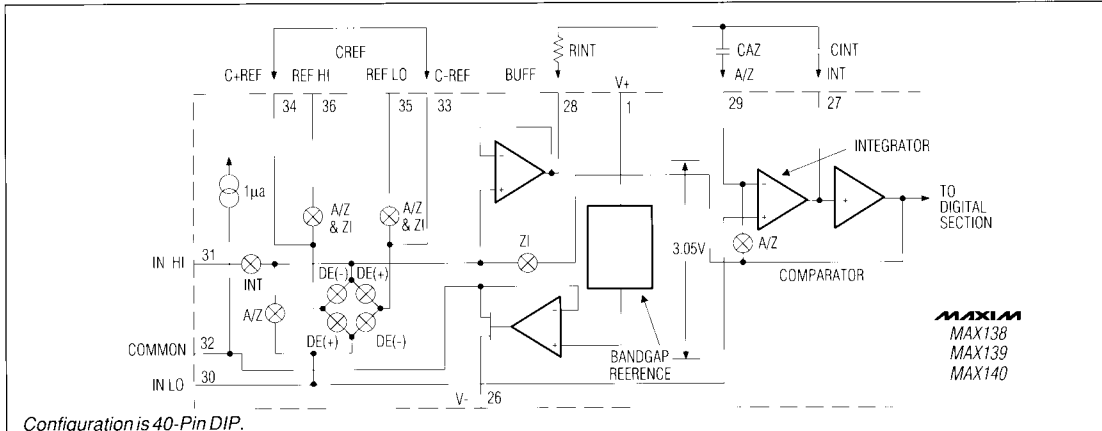 CREF
RINT
CAZ
CINT
C+REF
REF HI
REF LO
C-REF
BUFF
V+
A/Z
INT
34
36
35
33
28
1
29
27
INTEGRATOR
1µa
A/Z
& ZI
A/Z
& ZI
TO
DIGITAL
SECTION
31
IN HI
INT
DE(-)
DE(+)
ZI
3.05V
A/Z
COMPARATOR
A/Z
DE(+)
DE(-)
32
COMMON
30
IN LO
BANDGAP
REERENCE
V-
26
MAXIM
MAX138
MAX139
MAX140
Configuration is 40-Pin DIP.